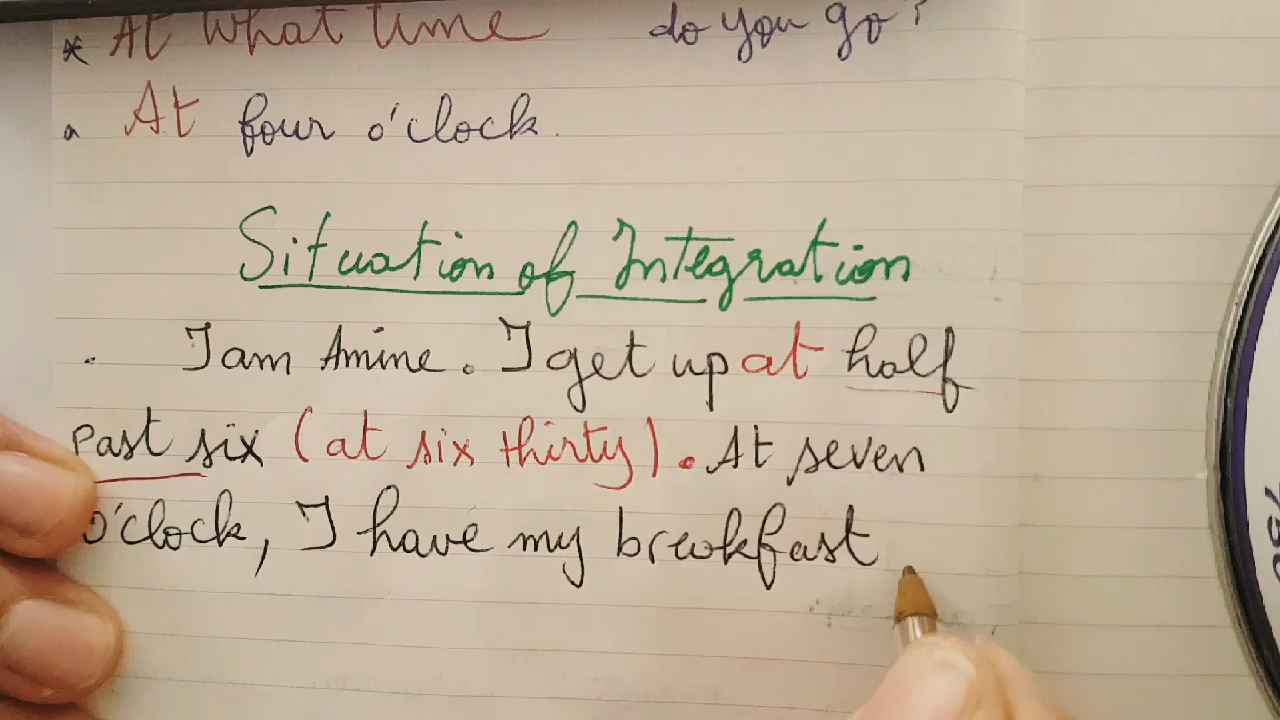 * At what time do you go?
At four o'clock.
Situation of Integration
. I am Amine. I get up at half
past six (at six thirty). At seven
o'clock, I have my breakfast